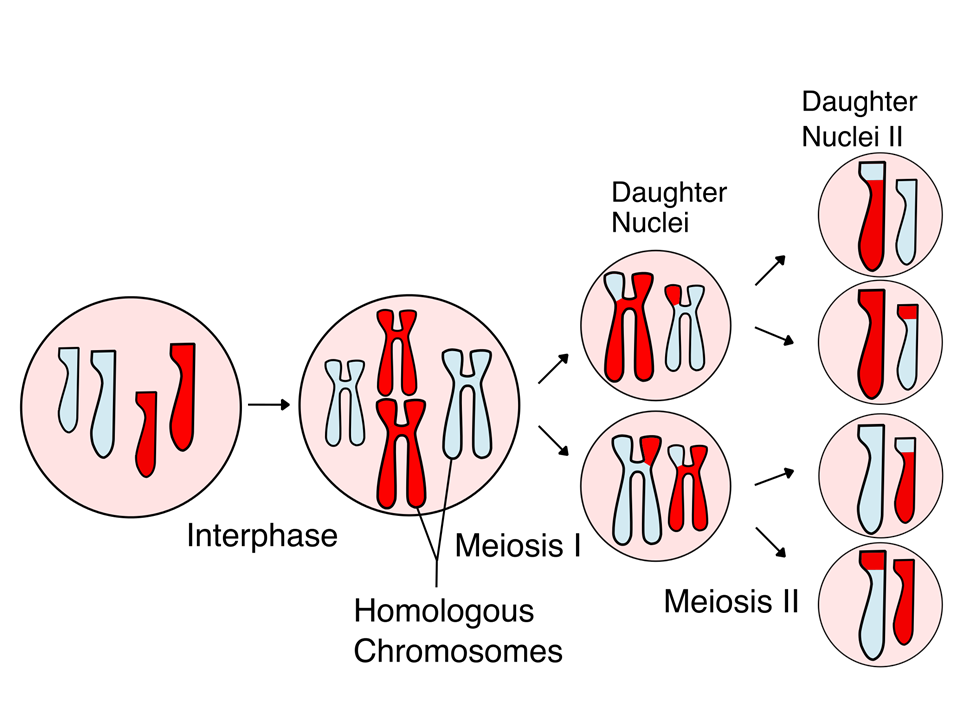 Daughter
Nuclei II
Daughter
Nuclei
Interphase
Meiosis I
Homologous
Chromosomes
Meiosis II